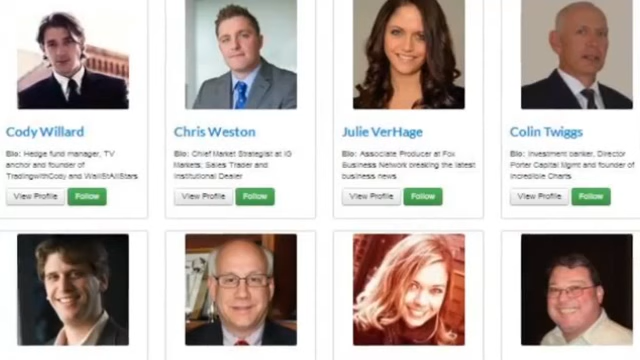 Cody Willard
Chris Weston
Julie VerHage
Colin Twiggs
Bio: Hedge fund manager, TV
anchor and founder of
TradingwithCody and WallStAllStars
Bio: Chief Market Strategist at IG
Markets; Sales Trader and
Institutional Dealer
Bio: Associate Producer at Fox
Business Network breaking the latest
business news
Bio: Investment banker, Director
Porter Capital Mgmt and founder of
Incredible Charts
View Profile Follow
View Profile Follow
View Profile Follow
View Profile Follow